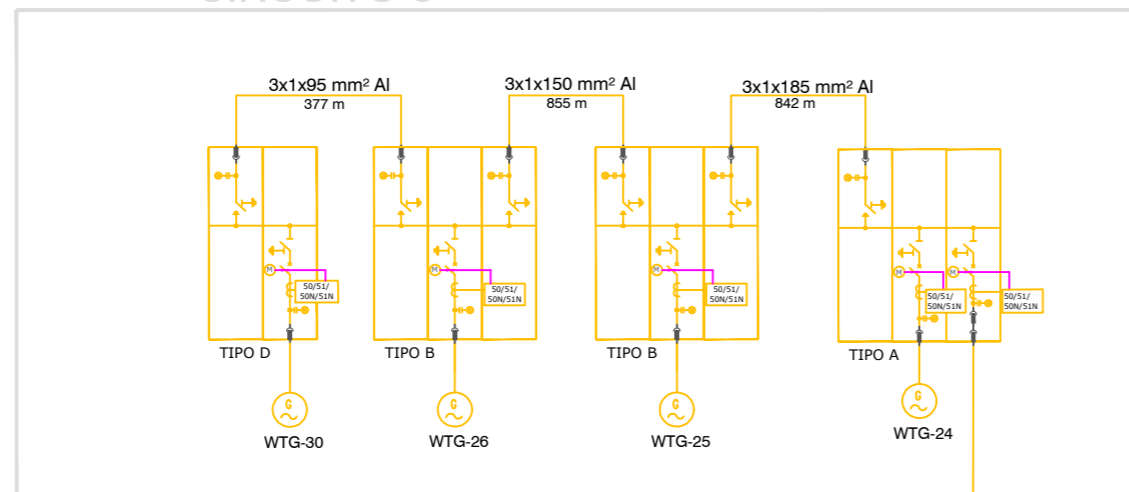 3x1x95 mm² Al
377 m
3x1x150 mm² Al
855 m
3x1x185 mm² Al
842 m
M
50/51/
50N/51N
M
50/51/
50N/51N
M
50/51/
50N/51N
M
50/51/
50N/51N
M
50/51/
50N/51N
TIPO D
TIPO B
TIPO B
TIPO A
G
G
G
G
WTG-30
WTG-26
WTG-25
WTG-24